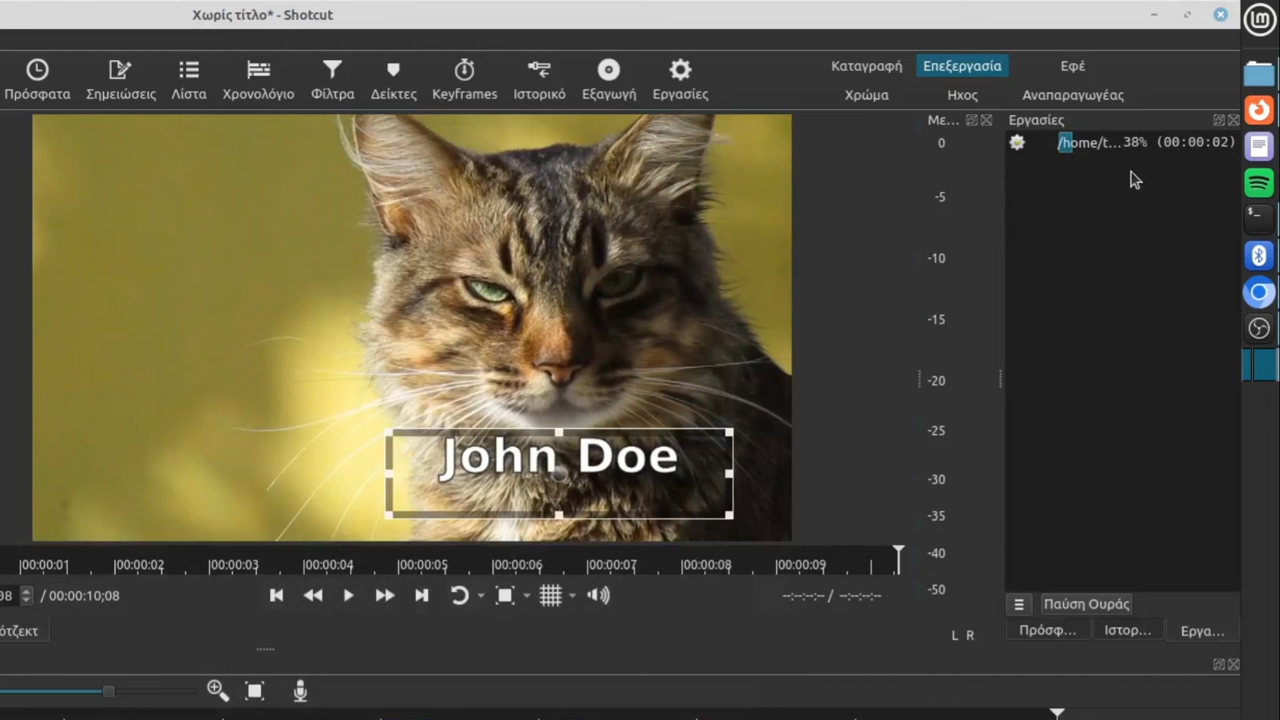 Χωρίς τίτλο* - Shotcut
Πρόσφατα Σημειώσεις Λίστα Χρονολόγιο Φίλτρα Δείκτες Keyframes Ιστορικό Εξαγωγή Εργασίες
Καταγραφή Επεξεργασία Εφέ
Χρώμα Ηχος Αναπαραγωγέας
Με... Εργασίες
/home/t...38% (00:00:02)
0
-5
-10
-15
-20
-25
-30
-35
-40
-50
L R
John Doe
|00:00:01 |00:00:02 |00:00:03 |00:00:04 |00:00:05 |00:00:06 |00:00:07 |00:00:08 |00:00:09
08 / 00:00:10;08
--:--:--:-- / --:--:--:--
Παύση Ουράς
Πρόσφ... Ιστορ... Εργα...
ότζεκτ